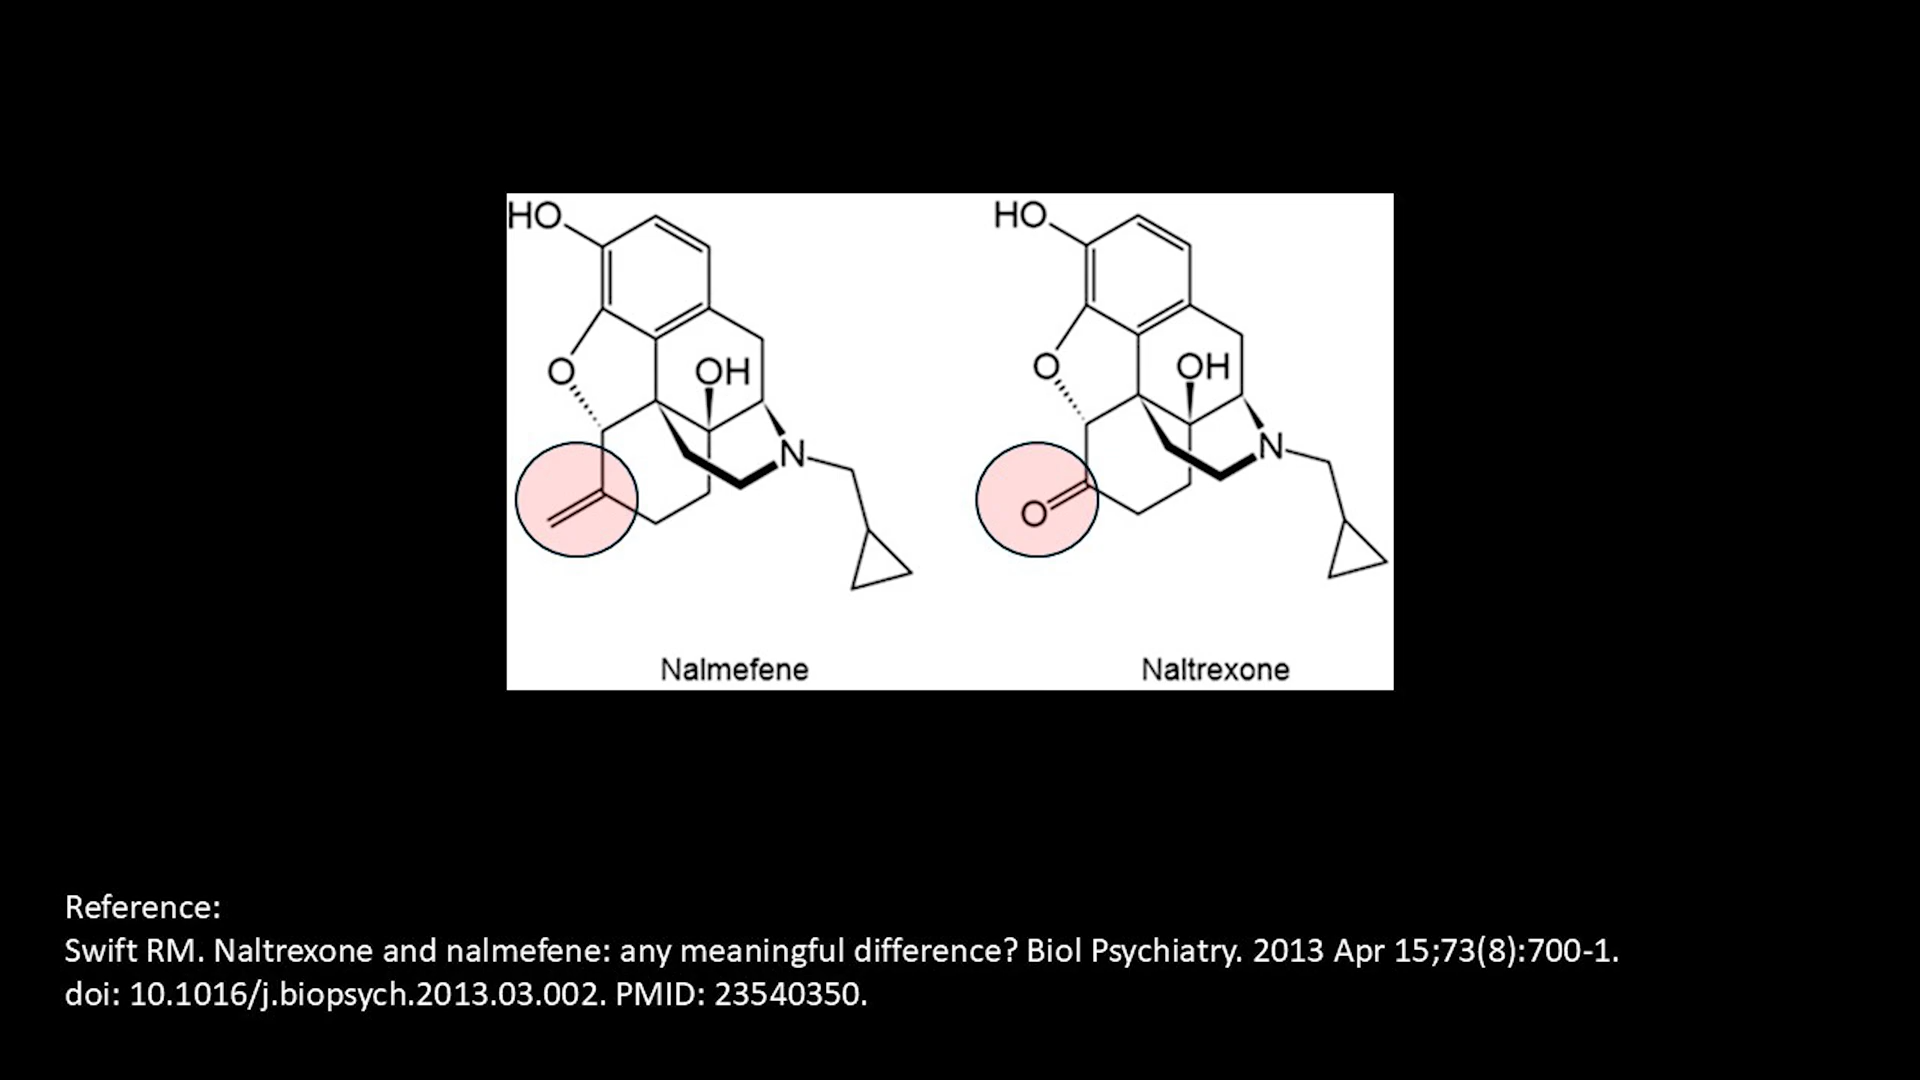 HO
HO
O
OH
O
OH
N
N
O
Nalmefene
Naltrexone
Reference:
Swift RM. Naltrexone and nalmefene: any meaningful difference? Biol Psychiatry. 2013 Apr 15;73(8):700-1.
doi: 10.1016/j.biopsych.2013.03.002. PMID: 23540350.